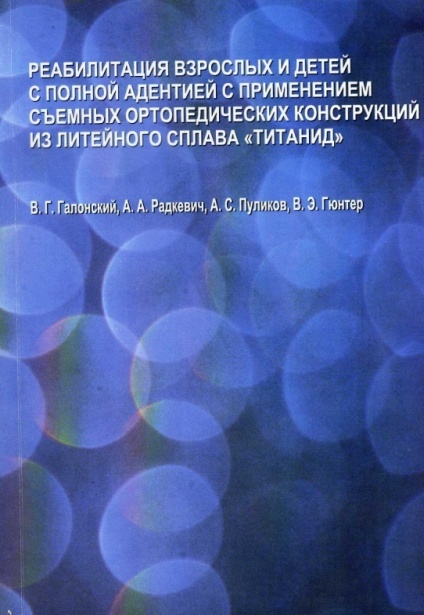 РЕАБИЛИТАЦИЯ ВЗРОСЛЫХ И ДЕТЕЙ
С ПОЛНОЙ АДЕНТИЕЙ С ПРИМЕНЕНИЕМ
СЪЕМНЫХ ОРТОПЕДИЧЕСКИХ КОНСТРУКЦИЙ
ИЗ ЛИТЕЙНОГО СПЛАВА «ТИТАНИД»
В. Г. Галонский, А. А. Радкевич, А. С. Пуликов, В. Э. Гюнтер